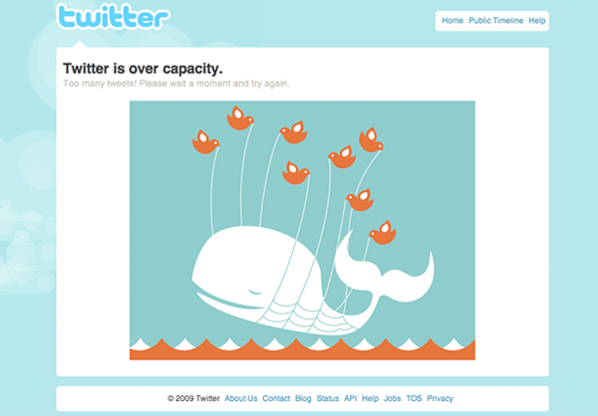 twitter
Home Public Timeline Help
Twitter is over capacity.
Too many tweets! Please wait a moment and try again.
© 2009 Twitter About Us Contact Blog Status API Help Jobs TOS Privacy